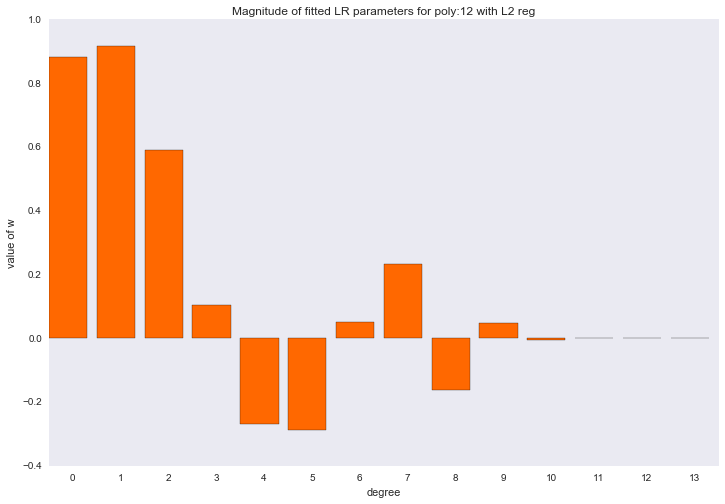 Magnitude of fitted LR parameters for poly:12 with L2 reg
1.0
0.8
0.6
0.4
0.2
0.0
−0.2
−0.4
value of w
0 1 2 3 4 5 6 7 8 9 10 11 12 13
degree